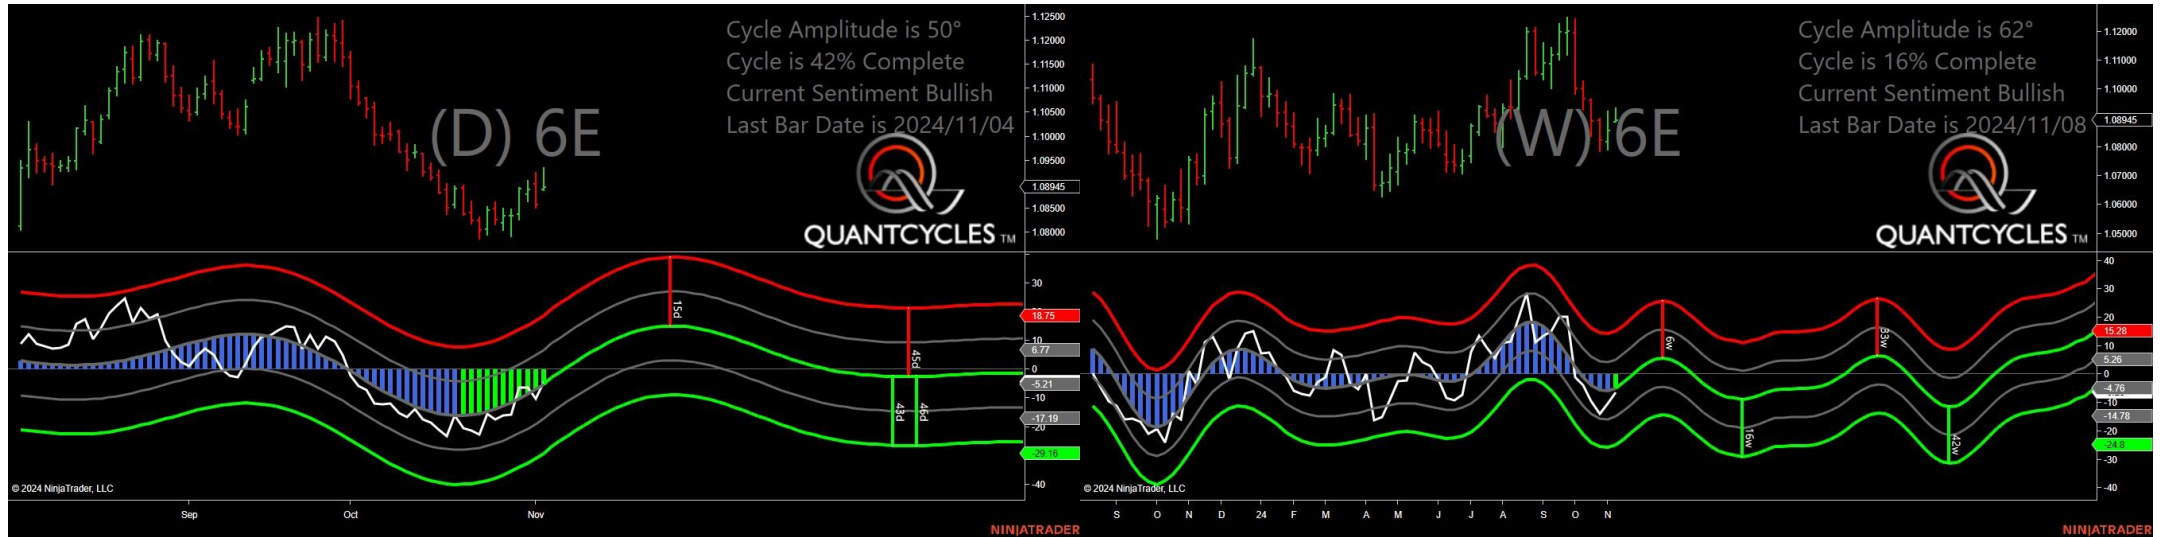 Cycle Amplitude is 50°
Cycle is 42% Complete
Current Sentiment Bullish
Last Bar Date is 2024/11/04
(D) 6E
QUANTCYCLES TM
1.12500
1.12000
1.11500
1.11000
1.10500
1.10000
1.09500
1.08945
1.08500
1.08000
15d
45d
43d
46d
30
18.75
10
6.77
0
-5.21
-10
-17.19
-20
-29.16
-40
© 2024 NinjaTrader, LLC
Sep
Oct
Nov
NINJATRADER
Cycle Amplitude is 62°
Cycle is 16% Complete
Current Sentiment Bullish
Last Bar Date is 2024/11/08
(W) 6E
QUANTCYCLES TM
1.12000
1.11000
1.10000
1.08945
1.08000
1.07000
1.06000
1.05000
6w
33w
16w
42w
40
30
20
15.28
10
5.26
0
-4.76
-10
-14.78
-24.8
-30
-40
© 2024 NinjaTrader, LLC
S O N D 24 F M A M J J A S O N
NINJATRADER